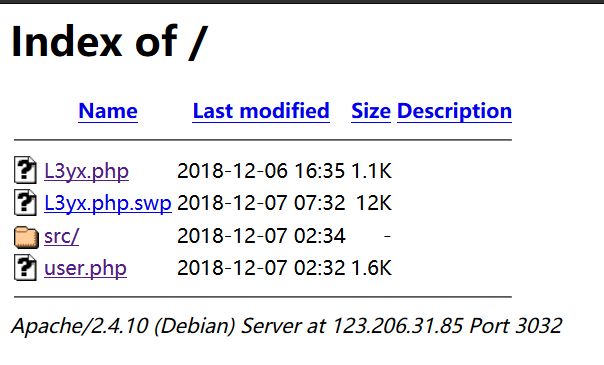 Index of /
Name Last modified Size Description
L3yx.php 2018-12-06 16:35 1.1K
L3yx.php.swp 2018-12-07 07:32 12K
src/ 2018-12-07 02:34 -
user.php 2018-12-07 02:32 1.6K
Apache/2.4.10 (Debian) Server at 123.206.31.85 Port 3032